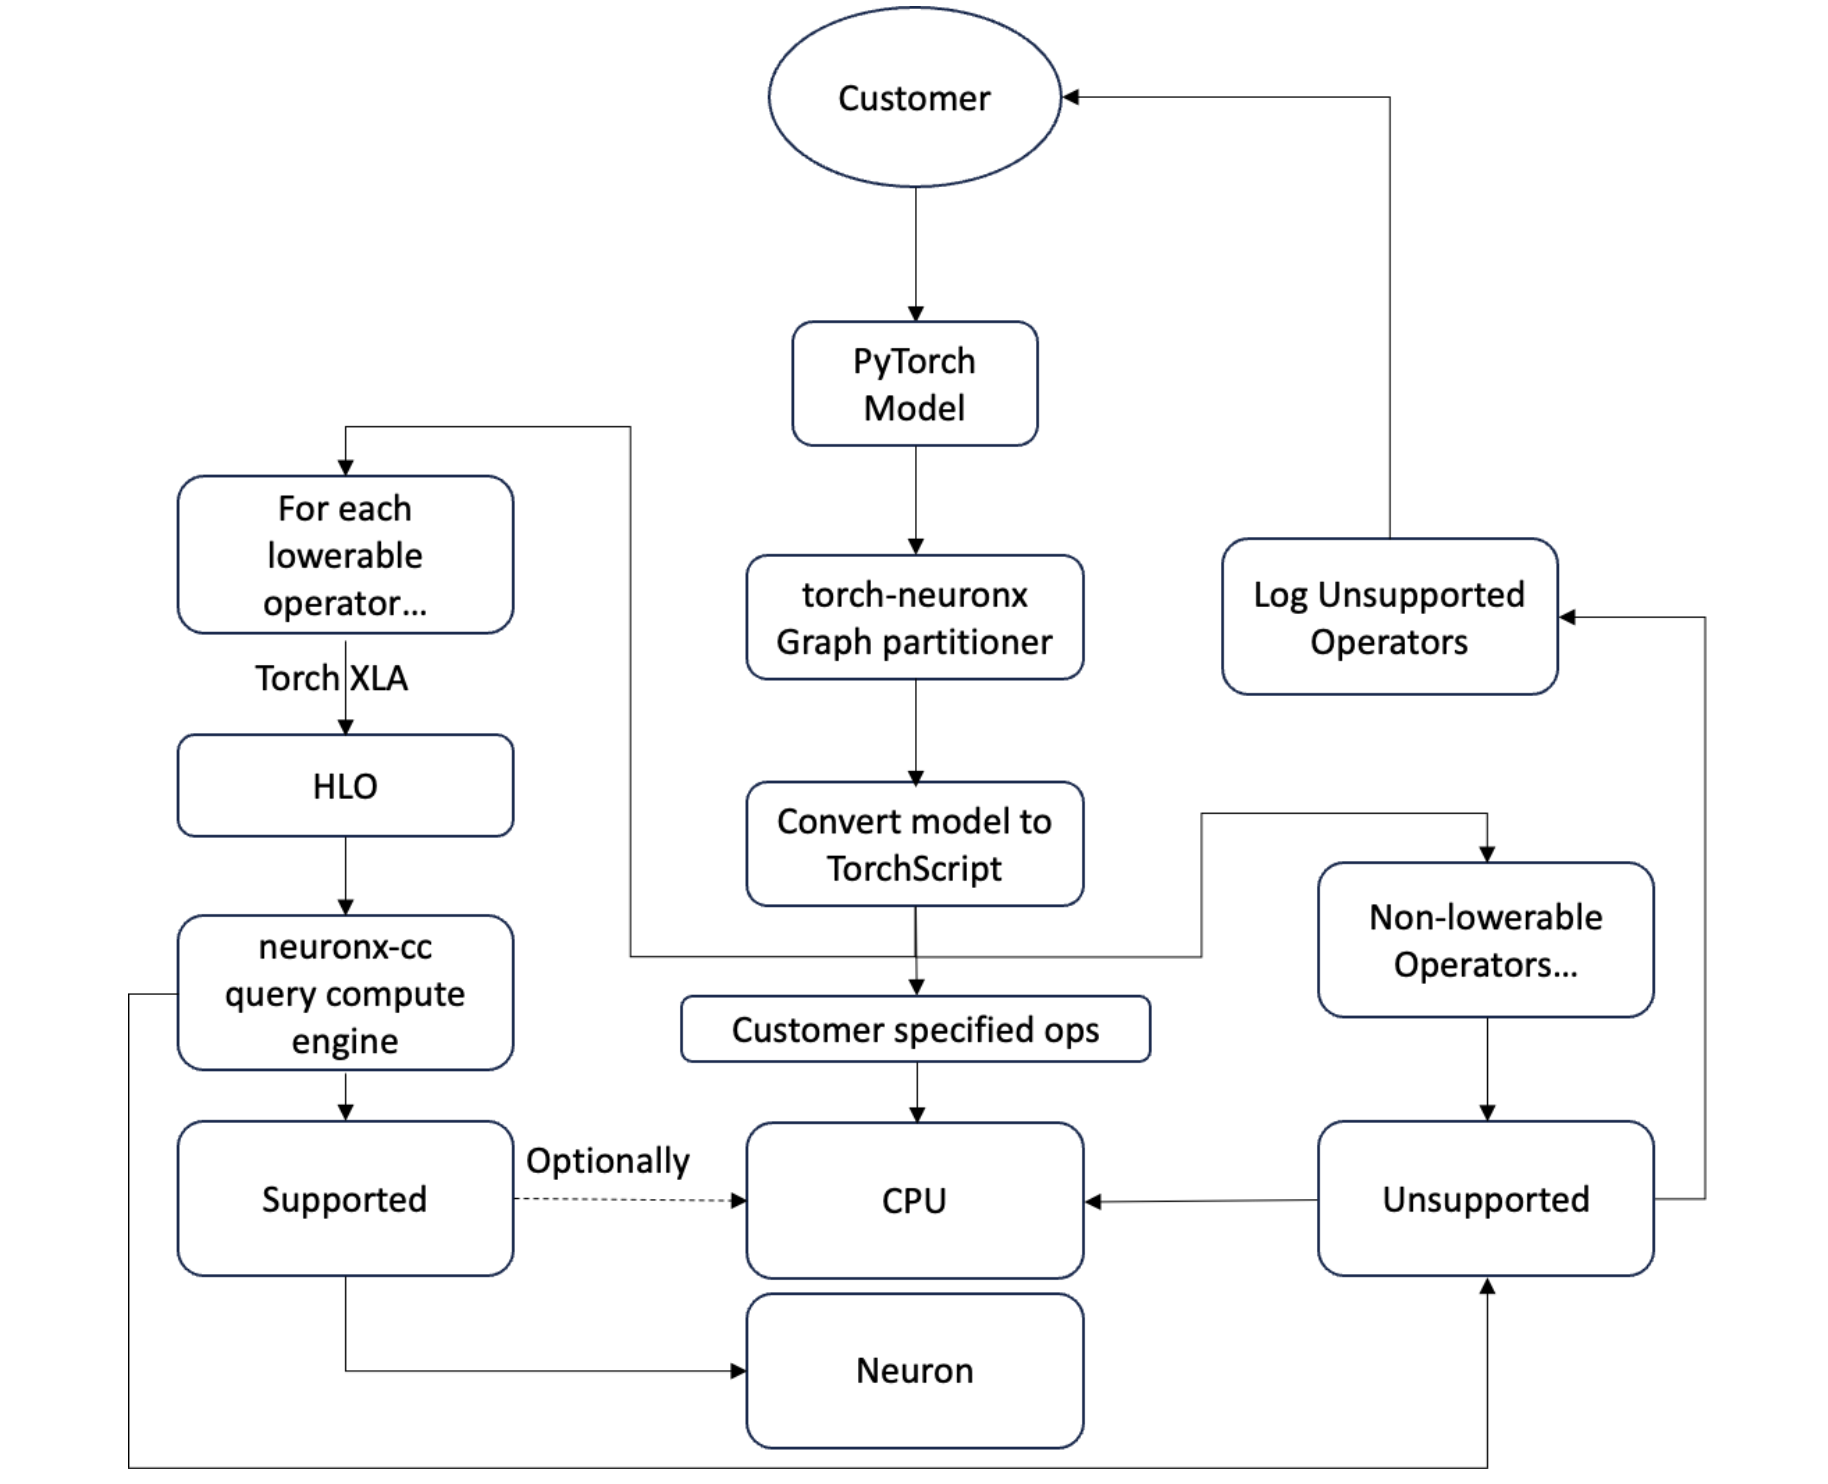 Customer
PyTorch
Model
For each
lowerable
operator...
torch-neuronx
Graph partitioner
Log Unsupported
Operators
Torch XLA
HLO
Convert model to
TorchScript
Non-lowerable
Operators...
neuronx-cc
query compute
engine
Customer specified ops
Supported
Optionally
CPU
Unsupported
Neuron